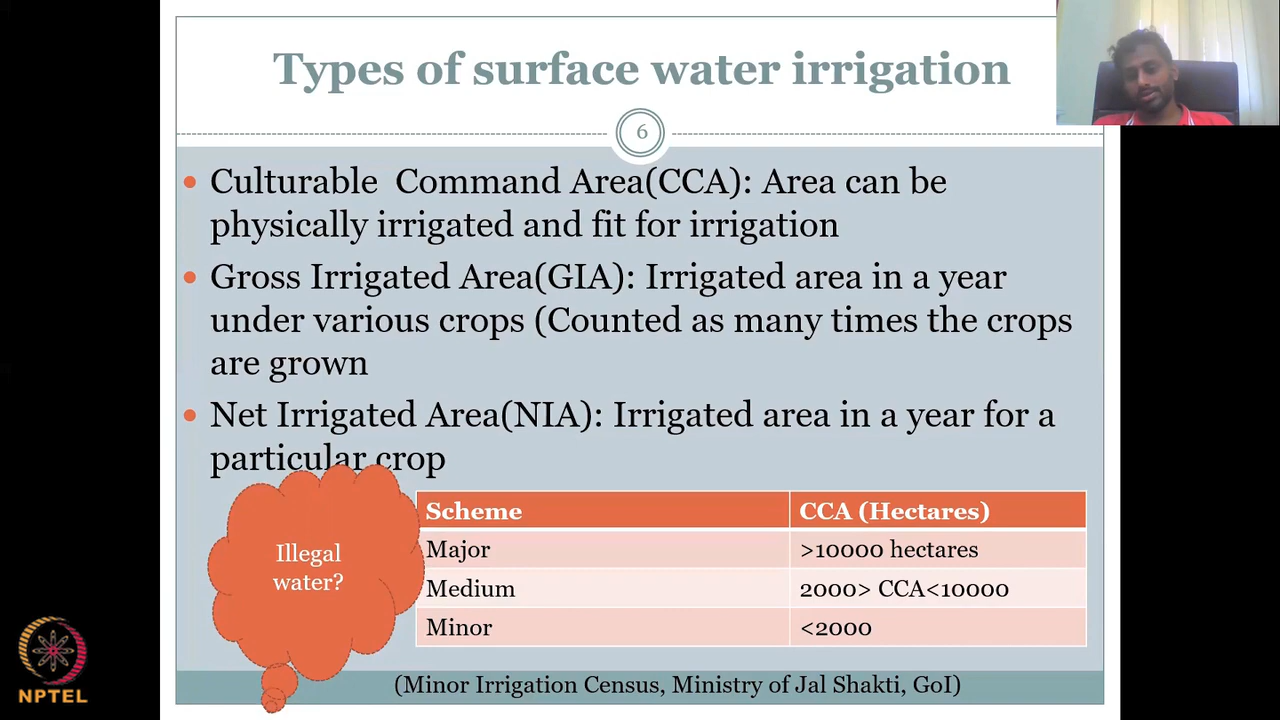 Types of surface water irrigation
6
• Culturable  Command Area(CCA): Area can be
physically irrigated and fit for irrigation
• Gross Irrigated Area(GIA): Irrigated area in a year
under various crops (Counted as many times the crops
are grown
• Net Irrigated Area(NIA): Irrigated area in a year for a
particular crop
Illegal
water?
Scheme CCA (Hectares)
Major >10000 hectares
Medium 2000> CCA<10000
Minor <2000
(Minor Irrigation Census, Ministry of Jal Shakti, GoI)
NPTEL